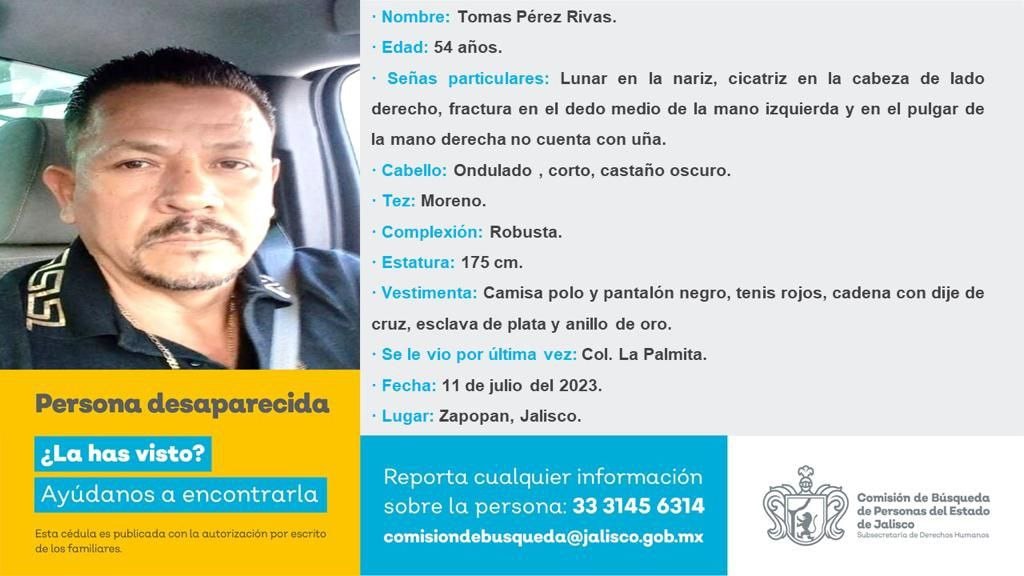 · Nombre: Tomas Pérez Rivas.
· Edad: 54 años.
· Señas particulares: Lunar en la nariz, cicatriz en la cabeza de lado
derecho, fractura en el dedo medio de la mano izquierda y en el pulgar de
la mano derecha no cuenta con uña.
· Cabello: Ondulado , corto, castaño oscuro.
· Tez: Moreno.
· Complexión: Robusta.
· Estatura: 175 cm.
· Vestimenta: Camisa polo y pantalón negro, tenis rojos, cadena con dije de
cruz, esclava de plata y anillo de oro.
· Se le vio por última vez: Col. La Palmita.
· Fecha: 11 de julio del 2023.
· Lugar: Zapopan, Jalisco.
Persona desaparecida
¿La has visto?
Ayúdanos a encontrarla
Esta cédula es publicada con la autorización por escrito
de los familiares.
Reporta cualquier información
sobre la persona: 33 3145 6314
comisiondebusqueda@jalisco.gob.mx
Comisión de Búsqueda
de Personas del Estado
de Jalisco
Subsecretaría de Derechos Humanos